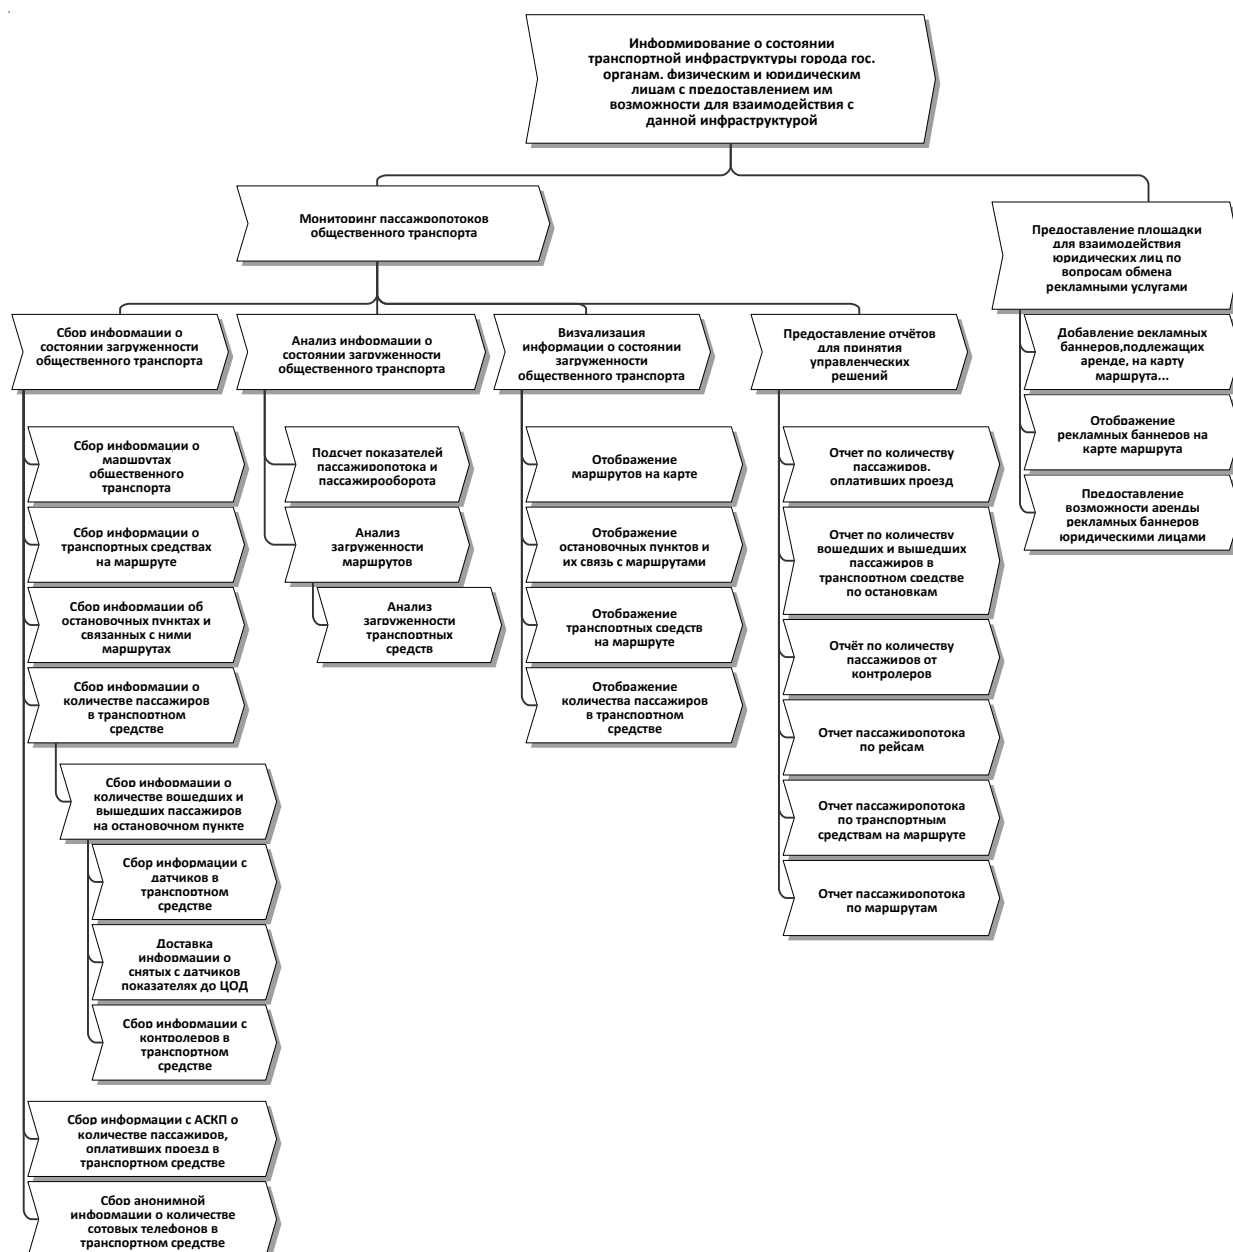 Информирование о состоянии
транспортной инфраструктуры города гос.
органам, физическим и юридическим
лицам с предоставлением им
возможности для взаимодействия с
данной инфраструктурой
Мониторинг пассажропотоков
общественного транспорта
Предоставление площадки
для взаимодействия
юридических лиц по
вопросам обмена
рекламными услугами
Сбор информации о
состоянии загруженности
общественного транспорта
Анализ информации о
состоянии загруженности
общественного транспорта
Визуализация
информации о состоянии
загруженности
общественного транспорта
Предоставление отчётов
для принятия
управленческих
решений
Добавление рекламных
баннеров,подлежащих
аренде, на карту
маршрута...
Отображение
рекламных баннеров на
карте маршрута
Предоставление
возможности аренды
рекламных баннеров
юридическими лицами
Сбор информации о
маршрутах
общественного
транспорта
Сбор информации о
транспортных средствах
на маршруте
Сбор информации об
остановочных пунктах и
связанных с ними
маршрутах
Сбор информации о
количестве пассажиров
в транспортном
средстве
Сбор информации о
количестве вошедших и
вышедших пассажиров
на остановочном пункте
Сбор информации с
датчиков в
транспортном
средстве
Доставка
информации о
снятых с датчиков
показателях до ЦОД
Сбор информации с
контролеров в
транспортном
средстве
Сбор информации с АСКП о
количестве пассажиров,
оплативших проезд в
транспортном средстве
Сбор анонимной
информации о количестве
сотовых телефонов в
транспортном средстве
Подсчет показателей
пассажиропотока и
пассажирооборота
Анализ
загруженности
маршрутов
Анализ
загруженности
транспортных
средств
Отображение
маршрутов на карте
Отображение
остановочных пунктов и
их связь с маршрутами
Отображение
транспортных средств
на маршруте
Отображение
количества пассажиров
в транспортном
средстве
Отчет по количеству
пассажиров,
оплативших проезд
Отчет по количеству
вошедших и вышедших
пассажиров в
транспортном средстве
по остановкам
Отчёт по количеству
пассажиров от
контролеров
Отчет пассажиропотока
по рейсам
Отчет пассажиропотока
по транспортным
средствам на маршруте
Отчет пассажиропотока
по маршрутам